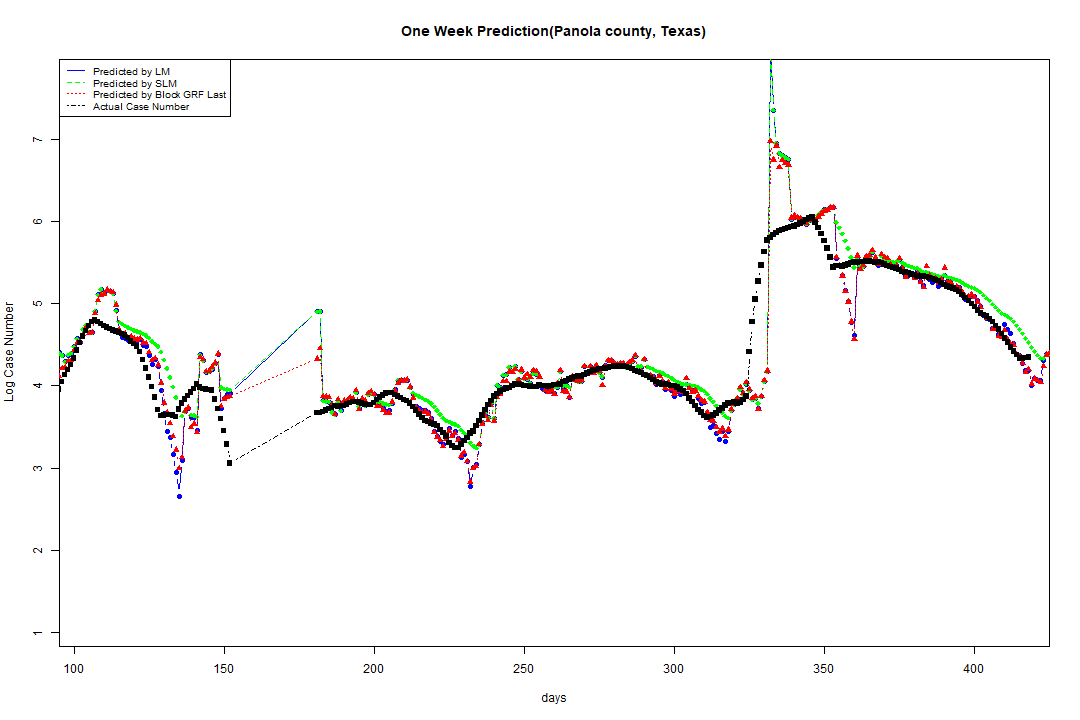 One Week Prediction(Panola county, Texas)
Predicted by LM
Predicted by SLM
Predicted by Block GRF Last
Actual Case Number
7
6
5
4
3
2
1
Log Case Number
100 150 200 250 300 350 400
days